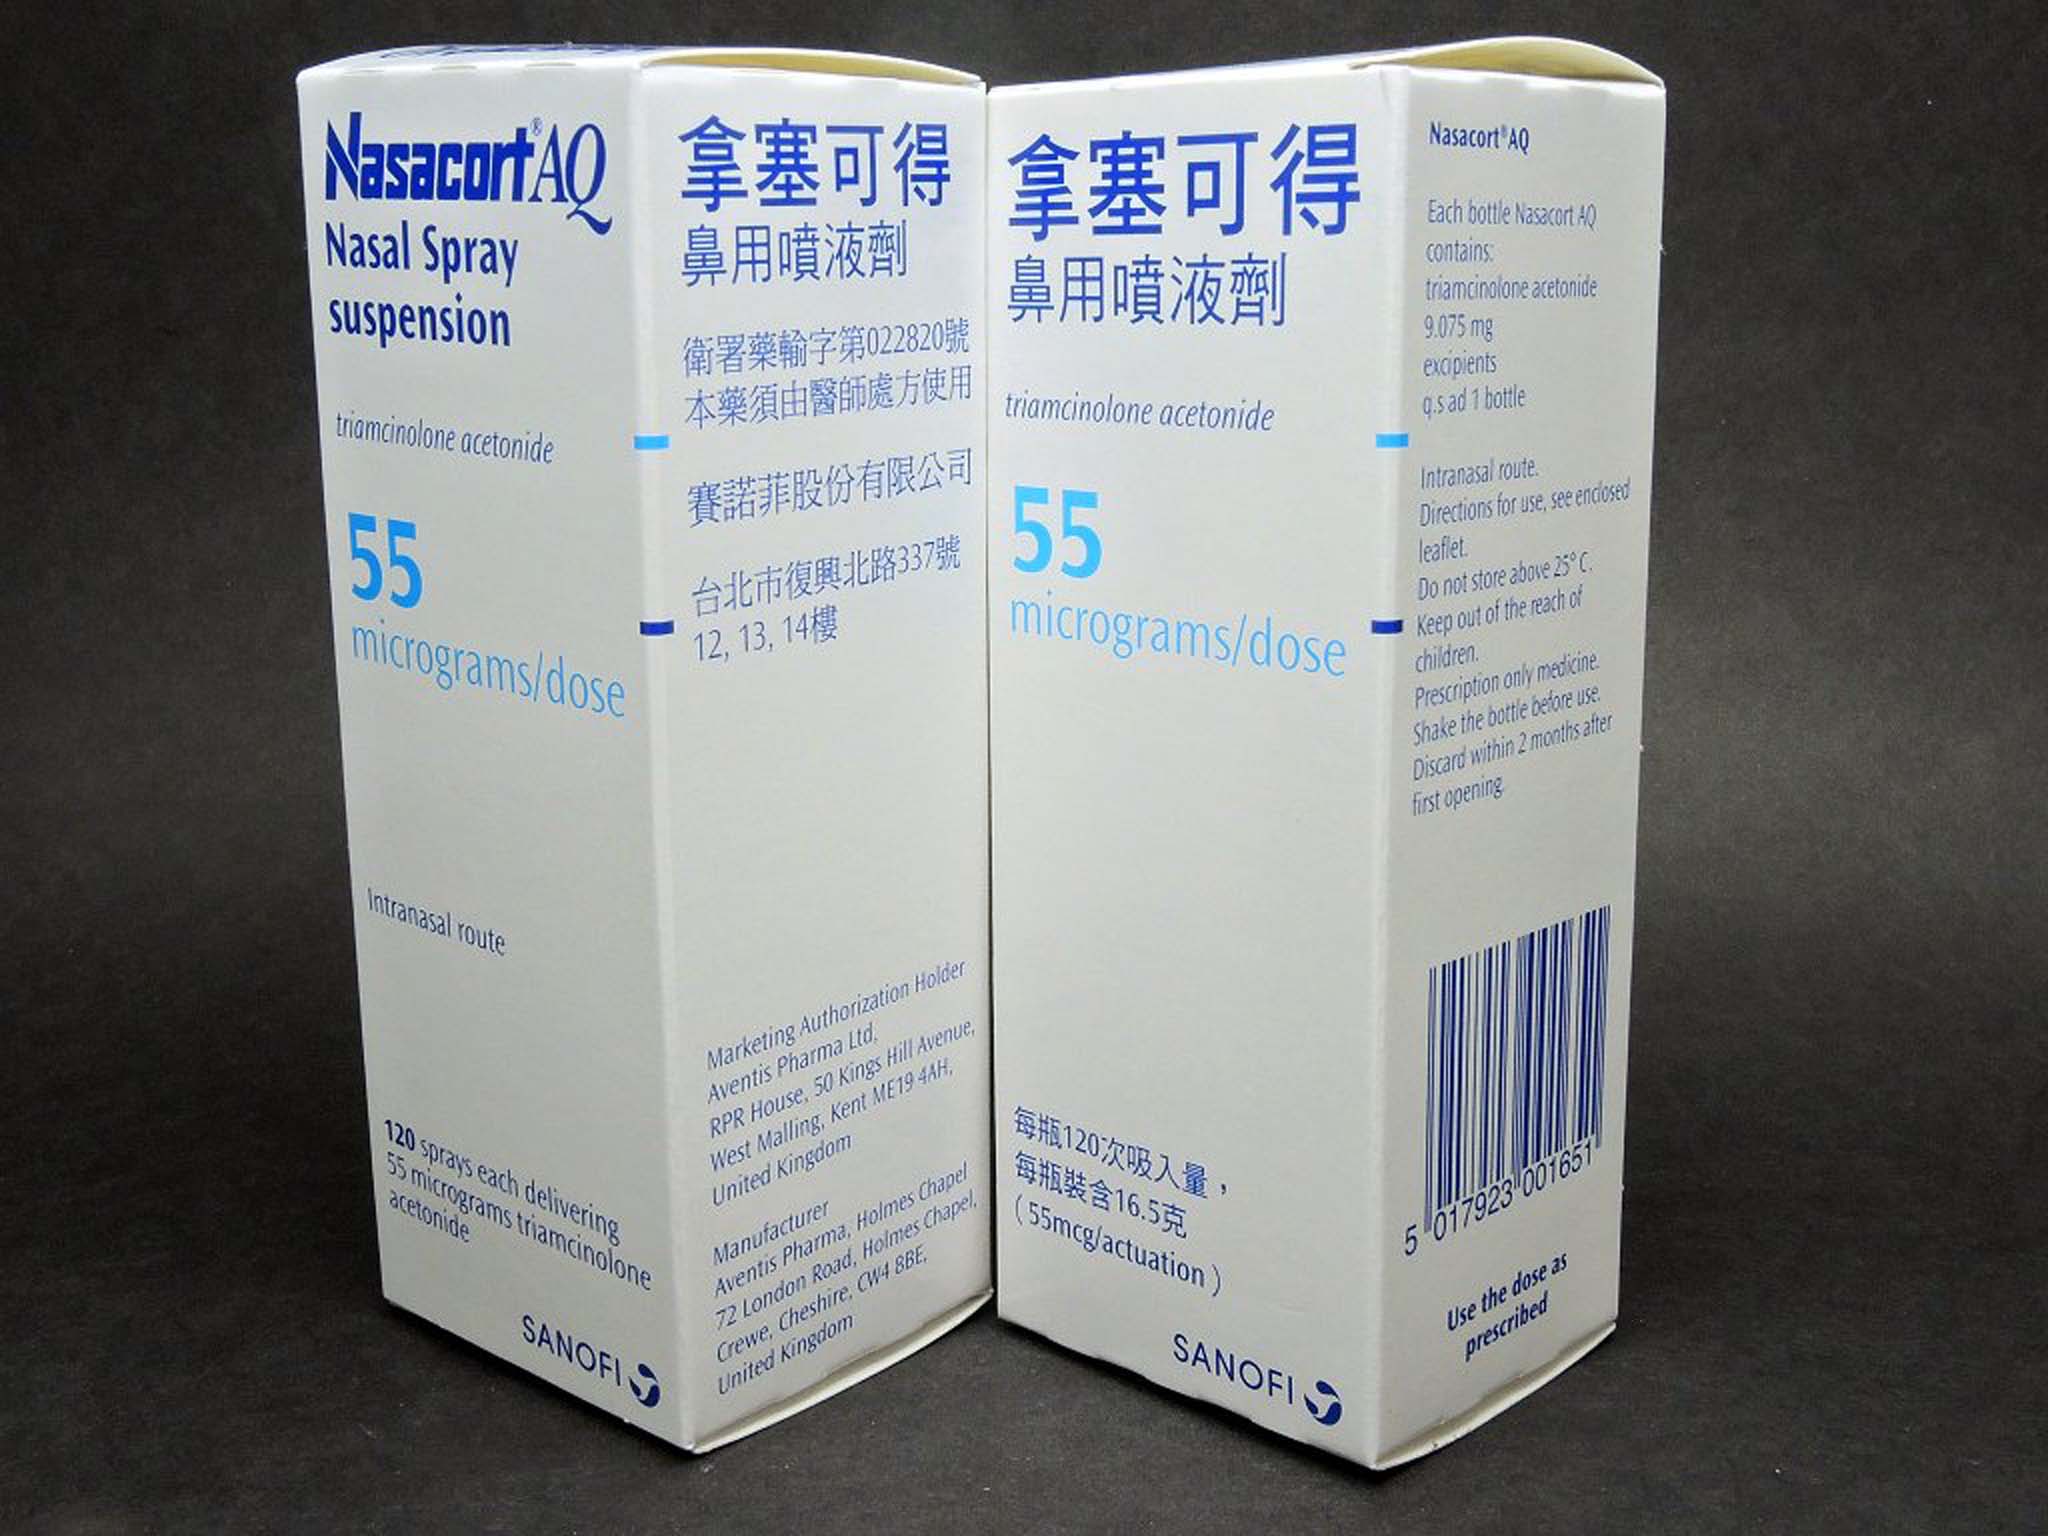 Nasacort®AQ
Nasal Spray
suspension
triamcinolone acetonide
55
micrograms/dose
Intranasal route
120 sprays each delivering
55 micrograms triamcinolone
acetonide
SANOFI
拿塞可得
鼻用噴液劑
衛署藥輸字第022820號
本藥須由醫師處方使用
賽諾菲股份有限公司
台北市復興北路337號
12, 13, 14樓
Marketing Authorization Holder
Aventis Pharma Ltd,
RPR House, 50 Kings Hill Avenue,
West Malling, Kent ME19 4AH,
United Kingdom
Manufacturer
Aventis Pharma, Holmes Chapel
72 London Road, Holmes Chapel,
Crewe, Cheshire, CW4 8BE,
United Kingdom
拿塞可得
鼻用噴液劑
triamcinolone acetonide
55
micrograms/dose
每瓶120次吸入量，
每瓶裝含16.5克
（55mcg/actuation）
SANOFI
Nasacort®AQ
Each bottle Nasacort AQ
contains:
triamcinolone acetonide
9.075 mg
excipients
q.s ad 1 bottle
Intranasal route.
Directions for use, see enclosed
leaflet.
Do not store above 25° C.
Keep out of the reach of
children.
Prescription only medicine.
Shake the bottle before use.
Discard within 2 months after
first opening.
5 017923 001651
Use the dose as
prescribed